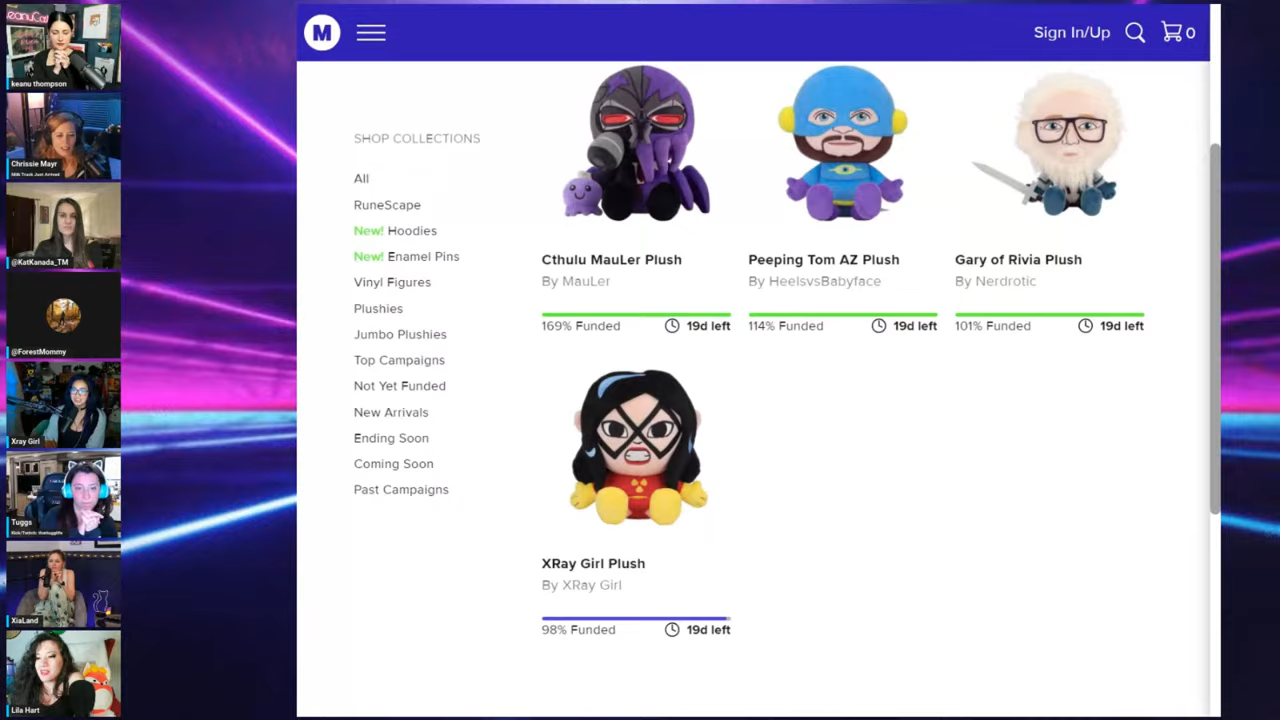 keanu thompson
Chrissie Mayr
Milk Truck Just Arrived
@KatKanada_TM
@ForestMommy
Xray Girl
Tuggs
XiaLand
Lila Hart
M
Sign In/Up
0
SHOP COLLECTIONS
All
RuneScape
New! Hoodies
New! Enamel Pins
Vinyl Figures
Plushies
Jumbo Plushies
Top Campaigns
Not Yet Funded
New Arrivals
Ending Soon
Coming Soon
Past Campaigns
Cthulu MauLer Plush
By MauLer
169% Funded
19d left
Peeping Tom AZ Plush
By HeelsvsBabyface
114% Funded
19d left
Gary of Rivia Plush
By Nerdrotic
101% Funded
19d left
XRay Girl Plush
By XRay Girl
98% Funded
19d left